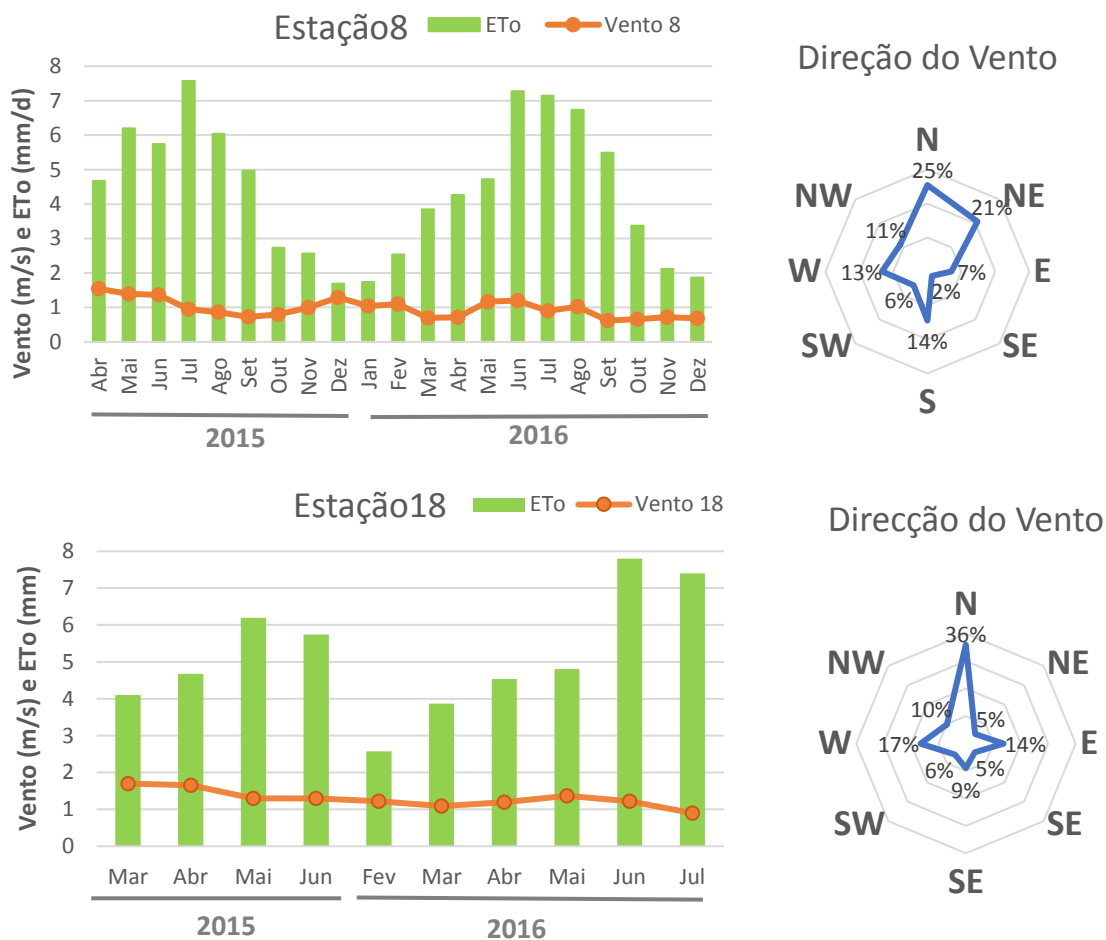 Estação8
ETo
Vento 8
Vento (m/s) e ETo (mm/d)
8
7
6
5
4
3
2
1
0
Abr Mai Jun Jul Ago Set Out Nov Dez Jan Fev Mar Abr Mai Jun Jul Ago Set Out Nov Dez
2015 2016
Direção do Vento
N
25%
NW NE
21%
11%
W 13% 7% E
6% 2%
SW 14% SE
S
Estação18
ETo
Vento 18
Vento (m/s) e ETo (mm)
8
7
6
5
4
3
2
1
0
Mar Abr Mai Jun Fev Mar Abr Mai Jun Jul
2015 2016
Direcção do Vento
N
36%
NW NE
10% 5%
W 17% 14% E
6% 5%
9%
SW SE
SE